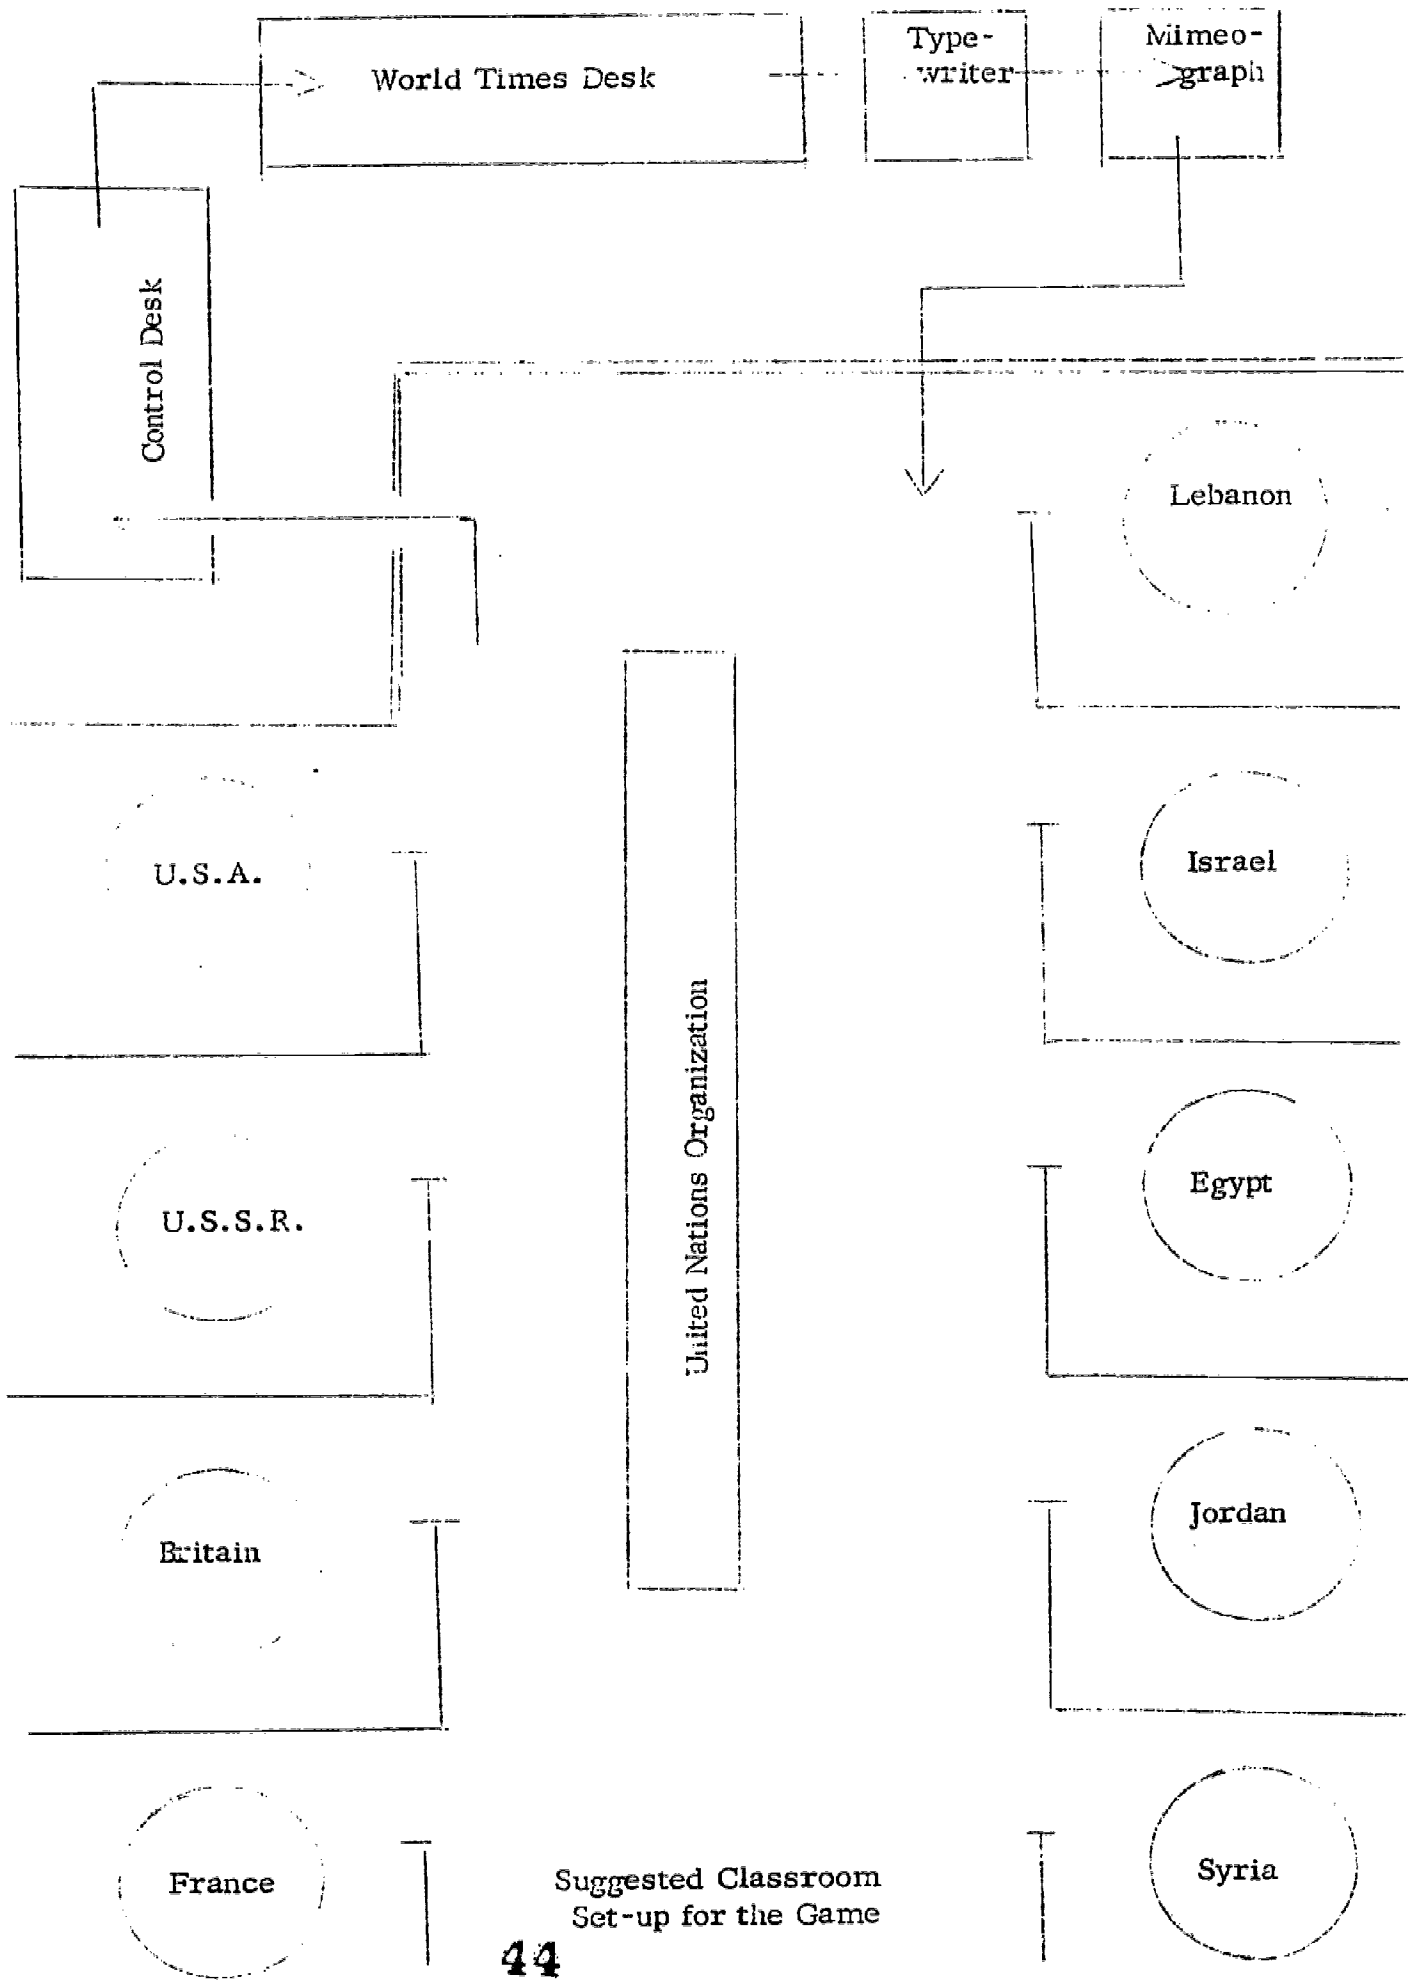 World Times Desk
Type-
writer
Mimeo-
graph
Control Desk
Lebanon
U.S.A.
Israel
United Nations Organization
U.S.S.R.
Egypt
Britain
Jordan
France
Syria
Suggested Classroom
Set-up for the Game
44